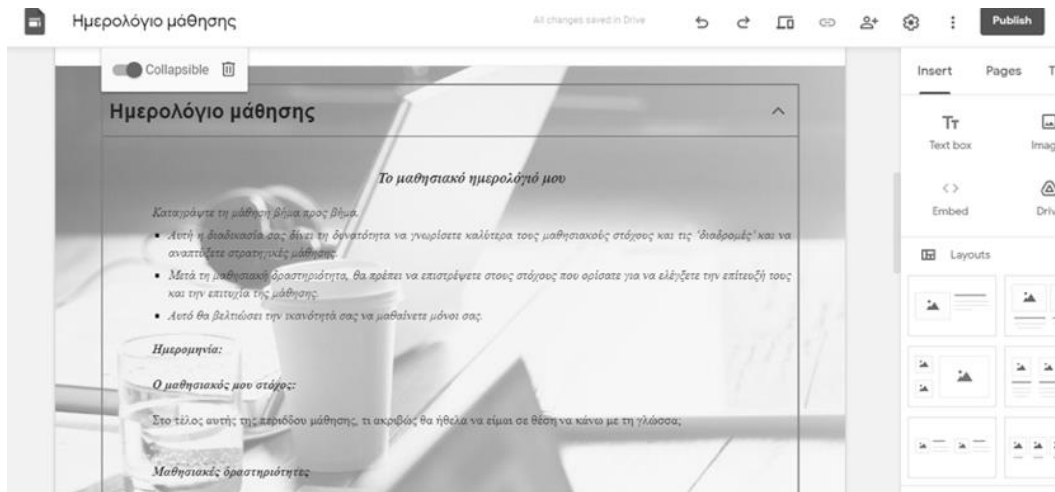 Ημερολόγιο μάθησης
All changes saved in Drive
Publish
Collapsible
Insert Pages T
Ημερολόγιο μάθησης
Text box Imag
Embed Driv
Layouts
Το μαθησιακό ημερολόγιό μου
Καταγράψτε τη μάθηση βήμα προς βήμα.
Αυτή η διαδικασία σας δίνει τη δυνατότητα να γνωρίσετε καλύτερα τους μαθησιακούς στόχους και τις 'διαδρομές' και να
αναπτύξετε στρατηγικές μάθησης.
Μετά τη μαθησιακή δραστηριότητα, θα πρέπει να επιστρέψετε στους στόχους που ορίσατε για να ελέγξετε την επίτευξή τους
και την επιτυχία της μάθησης.
Αυτό θα βελτιώσει την ικανότητά σας να μαθαίνετε μόνοι σας.
Ημερομηνία:
Ο μαθησιακός μου στόχος:
Στο τέλος αυτής της περιόδου μάθησης, τι ακριβώς θα ήθελα να είμαι σε θέση να κάνω με τη γλώσσα;
Μαθησιακές δραστηριότητες